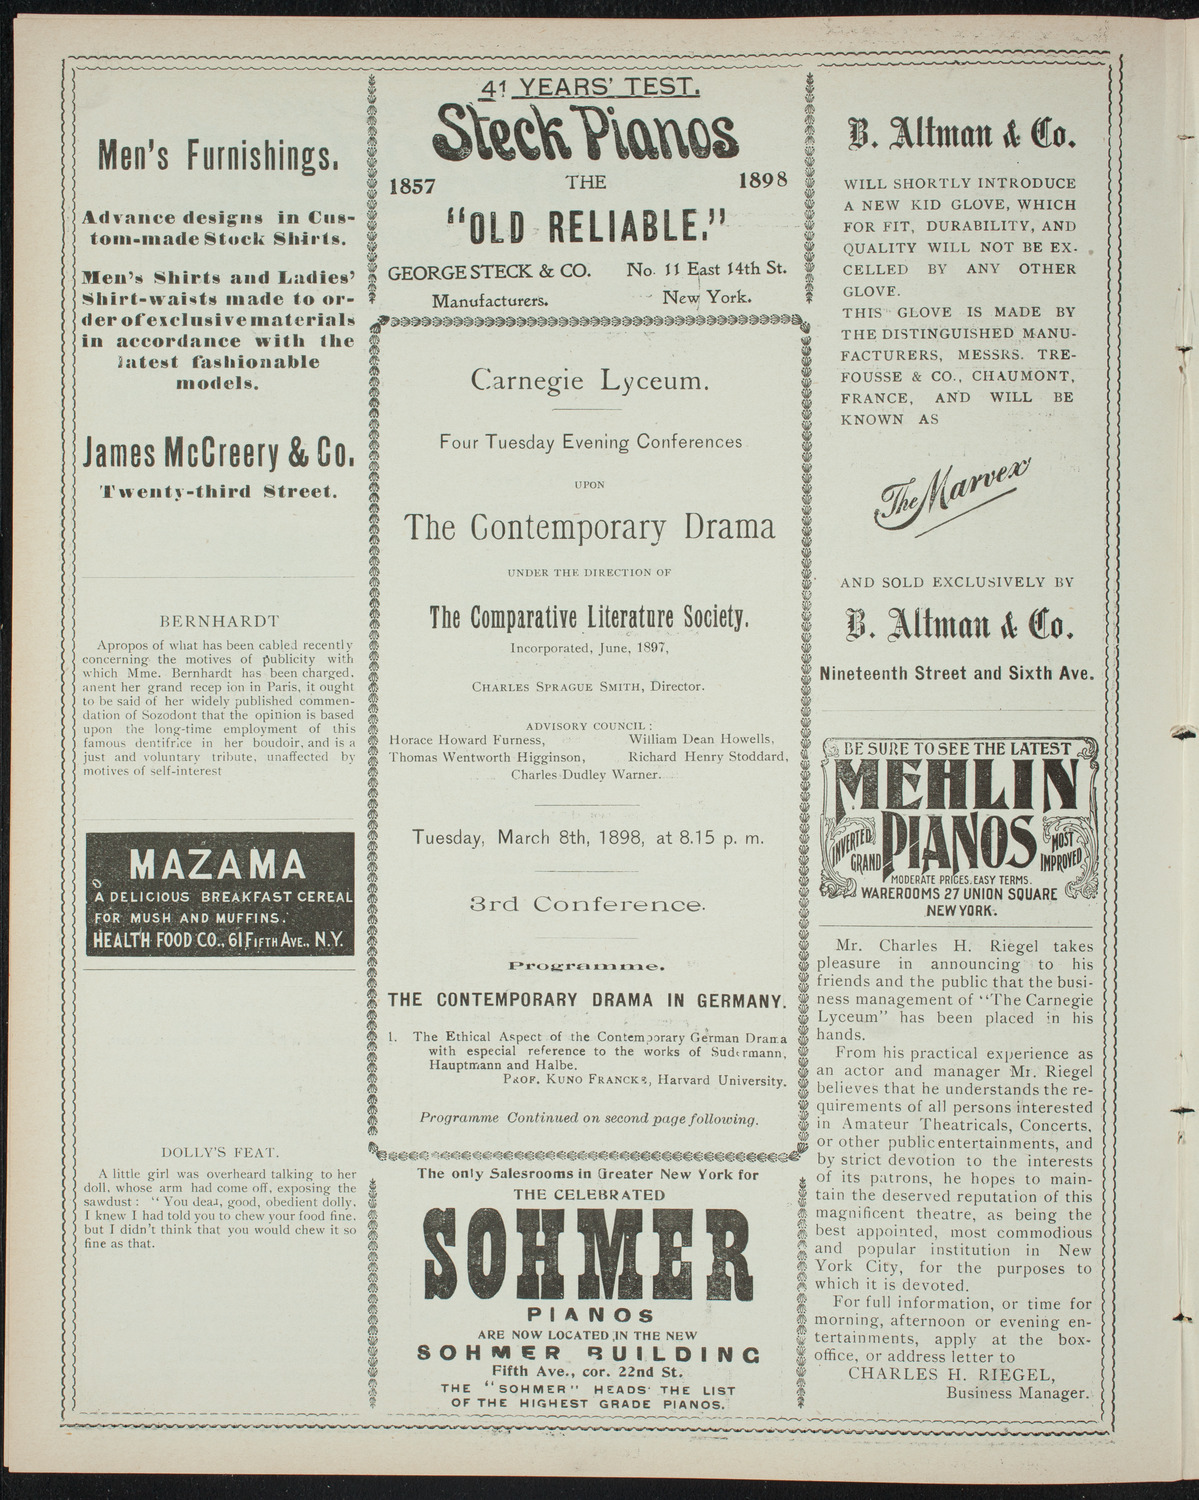 Men's Furnishings.
Advance designs in Cus-
tom-made Stock Shirts.
Men's Shirts and Ladies'
Shirt-waists made to or-
der of exclusive materials
in accordance with the
latest fashionable
models.
James McCreery & Co.
Twenty-third Street.
BERNHARDT
Apropos of what has been cabled recently
concerning the motives of publicity with
which Mme. Bernhardt has been charged,
anent her grand recep ion in Paris, it ought
to be said of her widely published commen-
dation of Sozodont that the opinion is based
upon the long-time employment of this
famous dentifrice in her boudoir, and is a
just and voluntary tribute, unaffected by
motives of self-interest
MAZAMA
A DELICIOUS BREAKFAST CEREAL
FOR MUSH AND MUFFINS.
HEALTH FOOD CO., 61 FIFTH AVE., N.Y.
DOLLY'S FEAT.
A little girl was overheard talking to her
doll, whose arm had come off, exposing the
sawdust: "You dear, good, obedient dolly.
I knew I had told you to chew your food fine,
but I didn't think that you would chew it so
fine as that.
41 YEARS' TEST.
Steck Pianos
1857 THE 1898
"OLD RELIABLE."
GEORGE STECK & CO. No. 11 East 14th St.
Manufacturers. New York.
Carnegie Lyceum.
Four Tuesday Evening Conferences
UPON
The Contemporary Drama
UNDER THE DIRECTION OF
The Comparative Literature Society.
Incorporated, June, 1897,
CHARLES SPRAGUE SMITH, Director.
ADVISORY COUNCIL:
Horace Howard Furness, William Dean Howells,
Thomas Wentworth Higginson, Richard Henry Stoddard,
Charles Dudley Warner.
Tuesday, March 8th, 1898, at 8.15 p. m.
3rd Conference.
Programme.
THE CONTEMPORARY DRAMA IN GERMANY.
1. The Ethical Aspect of the Contemporary German Drama
with especial reference to the works of Sudermann,
Hauptmann and Halbe.
PROF. KUNO FRANCKE, Harvard University.
Programme Continued on second page following.
The only Salesrooms in Greater New York for
THE CELEBRATED
SOHMER
PIANOS
ARE NOW LOCATED IN THE NEW
SOHMER BUILDING
Fifth Ave., cor. 22nd St.
THE "SOHMER" HEADS THE LIST
OF THE HIGHEST GRADE PIANOS.
B. Altman & Co.
WILL SHORTLY INTRODUCE
A NEW KID GLOVE, WHICH
FOR FIT, DURABILITY, AND
QUALITY WILL NOT BE EX-
CELLED BY ANY OTHER
GLOVE.
THIS GLOVE IS MADE BY
THE DISTINGUISHED MANU-
FACTURERS, MESSRS. TRE-
FOUSSE & CO., CHAUMONT,
FRANCE, AND WILL BE
KNOWN AS
The Marvex
AND SOLD EXCLUSIVELY BY
B. Altman & Co.
Nineteenth Street and Sixth Ave.
BE SURE TO SEE THE LATEST
MEHLIN
PIANOS
INVERTED GRAND
MOST IMPROVED
MODERATE PRICES. EASY TERMS.
WAREROOMS 27 UNION SQUARE
NEW YORK.
Mr. Charles H. Riegel takes
pleasure in announcing to his
friends and the public that the busi-
ness management of "The Carnegie
Lyceum" has been placed in his
hands.
From his practical experience as
an actor and manager Mr. Riegel
believes that he understands the re-
quirements of all persons interested
in Amateur Theatricals, Concerts,
or other public entertainments, and
by strict devotion to the interests
of its patrons, he hopes to main-
tain the deserved reputation of this
magnificent theatre, as being the
best appointed, most commodious
and popular institution in New
York City, for the purposes to
which it is devoted.
For full information, or time for
morning, afternoon or evening en-
tertainments, apply at the box-
office, or address letter to
CHARLES H. RIEGEL,
Business Manager.